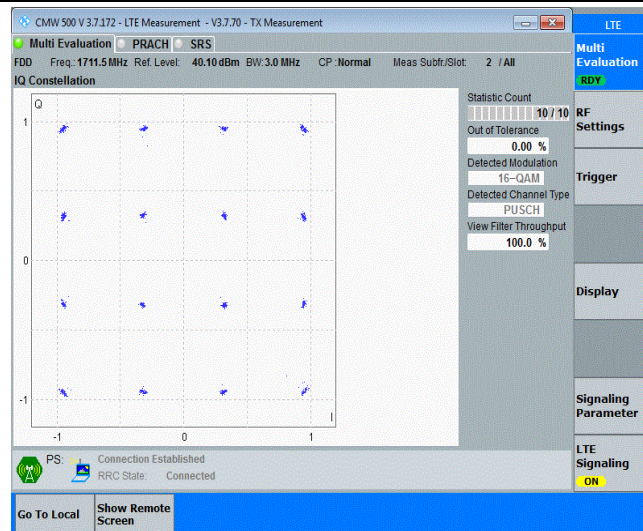 CMW 500 V 3.7.172 - LTE Measurement - V3.7.70 - TX Measurement
LTE
Multi Evaluation PRACH SRS
FDD Freq.: 1711.5 MHz Ref. Level: 40.10 dBm BW: 3.0 MHz CP : Normal Meas Subfr./Slot: 2 / All
IQ Constellation
Q
1
0
-1
-1 0 1
I
Statistic Count
10 / 10
Out of Tolerance
0.00 %
Detected Modulation
16-QAM
Detected Channel Type
PUSCH
View Filter Throughput
100.0 %
PS: Connection Established
RRC State: Connected
Multi
Evaluation
RDY
RF
Settings
Trigger
Display
Signaling
Parameter
LTE
Signaling
ON
Go To Local
Show Remote
Screen